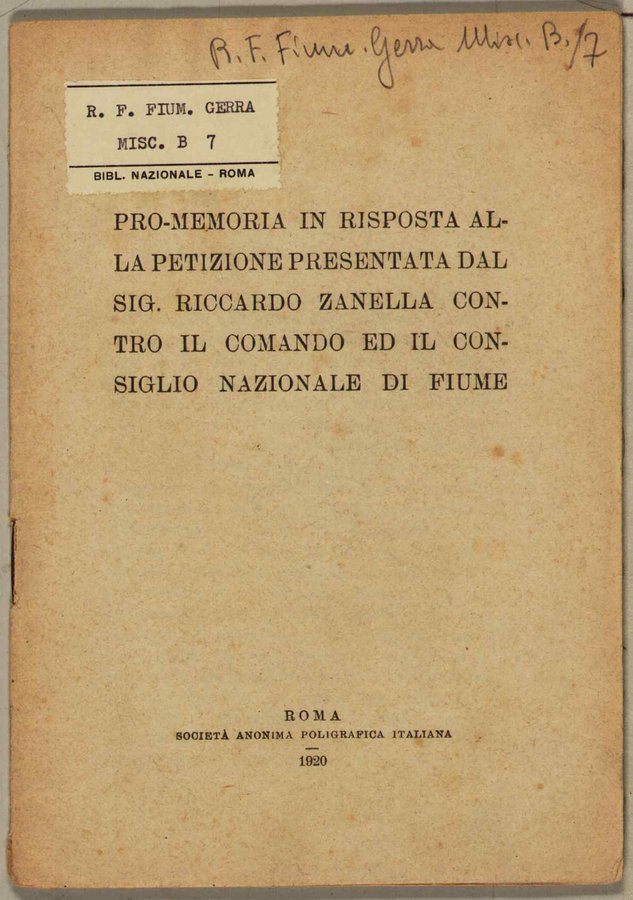 R. F. Fiume. Gerra Misc. B. /7
R. F. FIUM. GERRA
MISC. B 7
BIBL. NAZIONALE - ROMA
PRO-MEMORIA IN RISPOSTA AL-
LA PETIZIONE PRESENTATA DAL
SIG. RICCARDO ZANELLA CON-
TRO IL COMANDO ED IL CON-
SIGLIO NAZIONALE DI FIUME
ROMA
SOCIETÀ ANONIMA POLIGRAFICA ITALIANA
1920